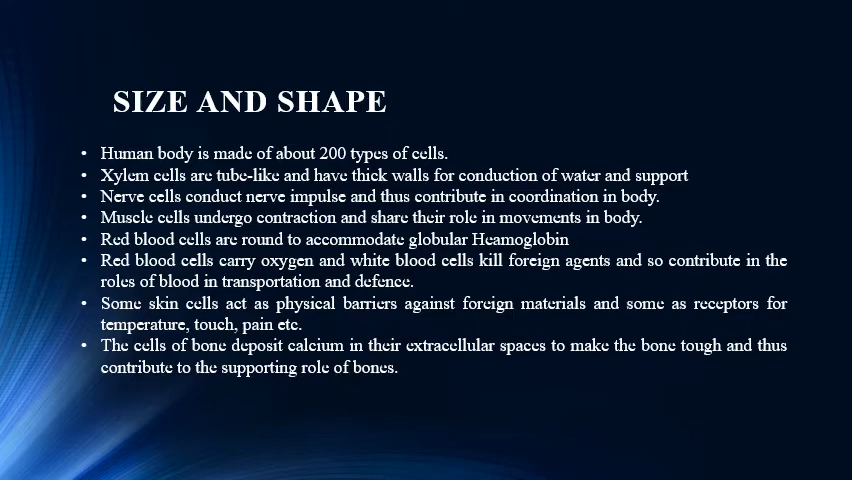 SIZE AND SHAPE
• Human body is made of about 200 types of cells.
• Xylem cells are tube-like and have thick walls for conduction of water and support
• Nerve cells conduct nerve impulse and thus contribute in coordination in body.
• Muscle cells undergo contraction and share their role in movements in body.
• Red blood cells are round to accommodate globular Heamoglobin
• Red blood cells carry oxygen and white blood cells kill foreign agents and so contribute in the
roles of blood in transportation and defence.
• Some skin cells act as physical barriers against foreign materials and some as receptors for
temperature, touch, pain etc.
• The cells of bone deposit calcium in their extracellular spaces to make the bone tough and thus
contribute to the supporting role of bones.